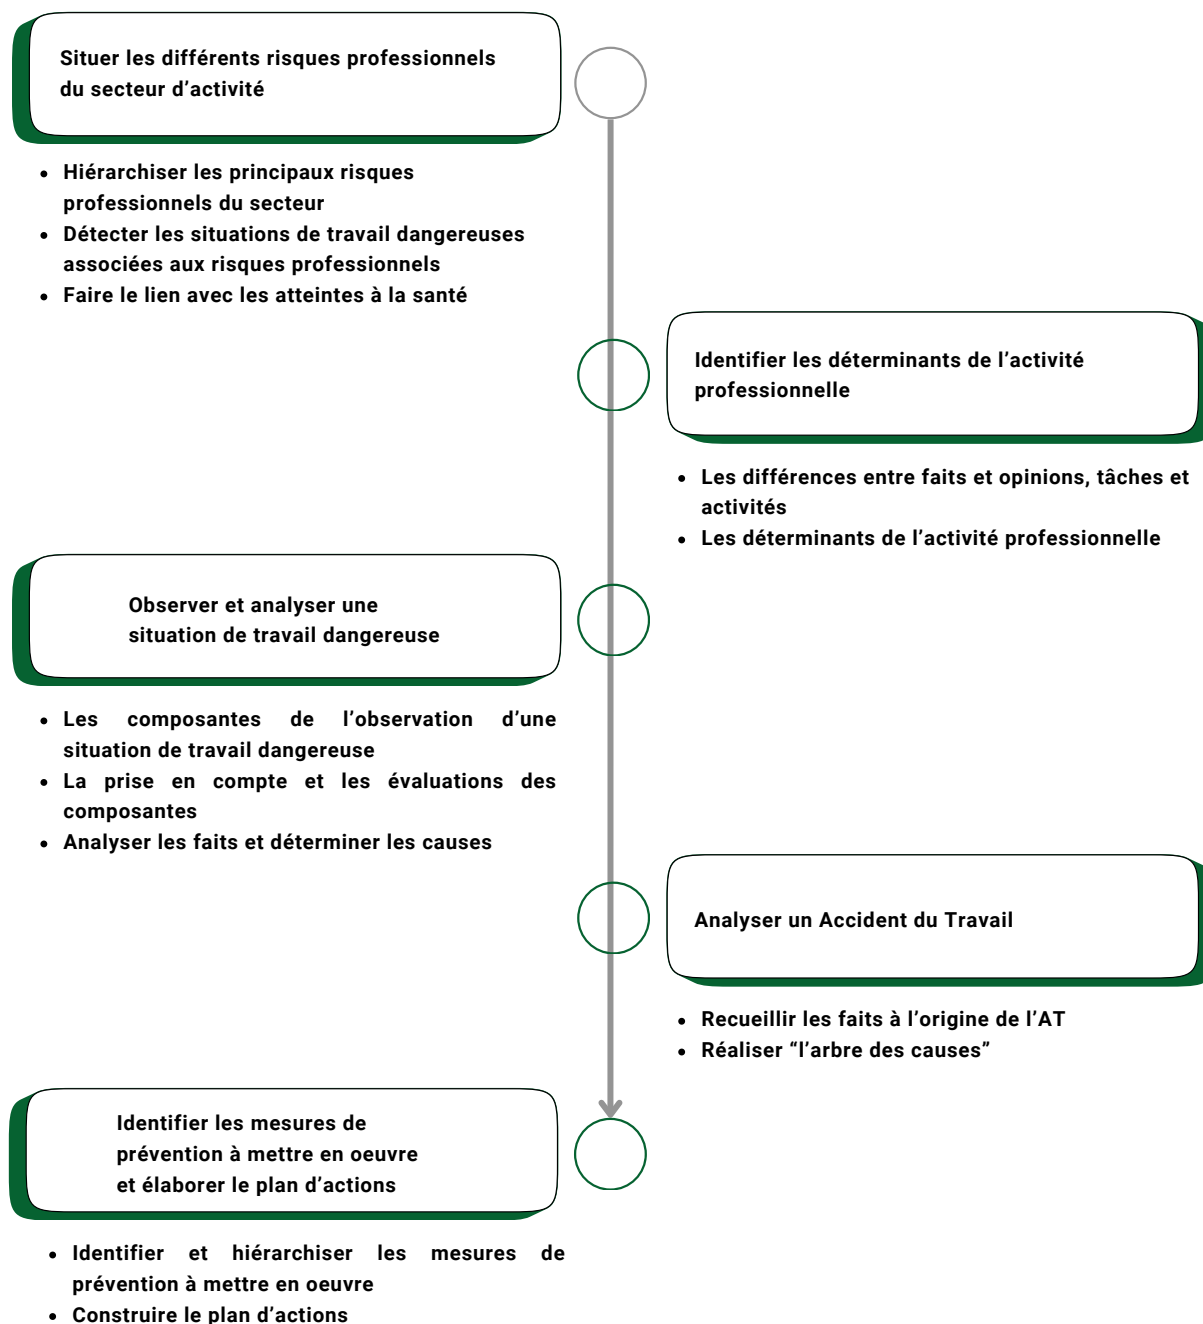 Situer les différents risques professionnels
du secteur d’activité
• Hiérarchiser les principaux risques
professionnels du secteur
• Détecter les situations de travail dangereuses
associées aux risques professionnels
• Faire le lien avec les atteintes à la santé
Identifier les déterminants de l’activité
professionnelle
• Les différences entre faits et opinions, tâches et
activités
• Les déterminants de l’activité professionnelle
Observer et analyser une
situation de travail dangereuse
• Les composantes de l’observation d’une
situation de travail dangereuse
• La prise en compte et les évaluations des
composantes
• Analyser les faits et déterminer les causes
Analyser un Accident du Travail
• Recueillir les faits à l’origine de l’AT
• Réaliser “l’arbre des causes”
Identifier les mesures de
prévention à mettre en oeuvre
et élaborer le plan d’actions
• Identifier et hiérarchiser les mesures de
prévention à mettre en oeuvre
• Construire le plan d’actions